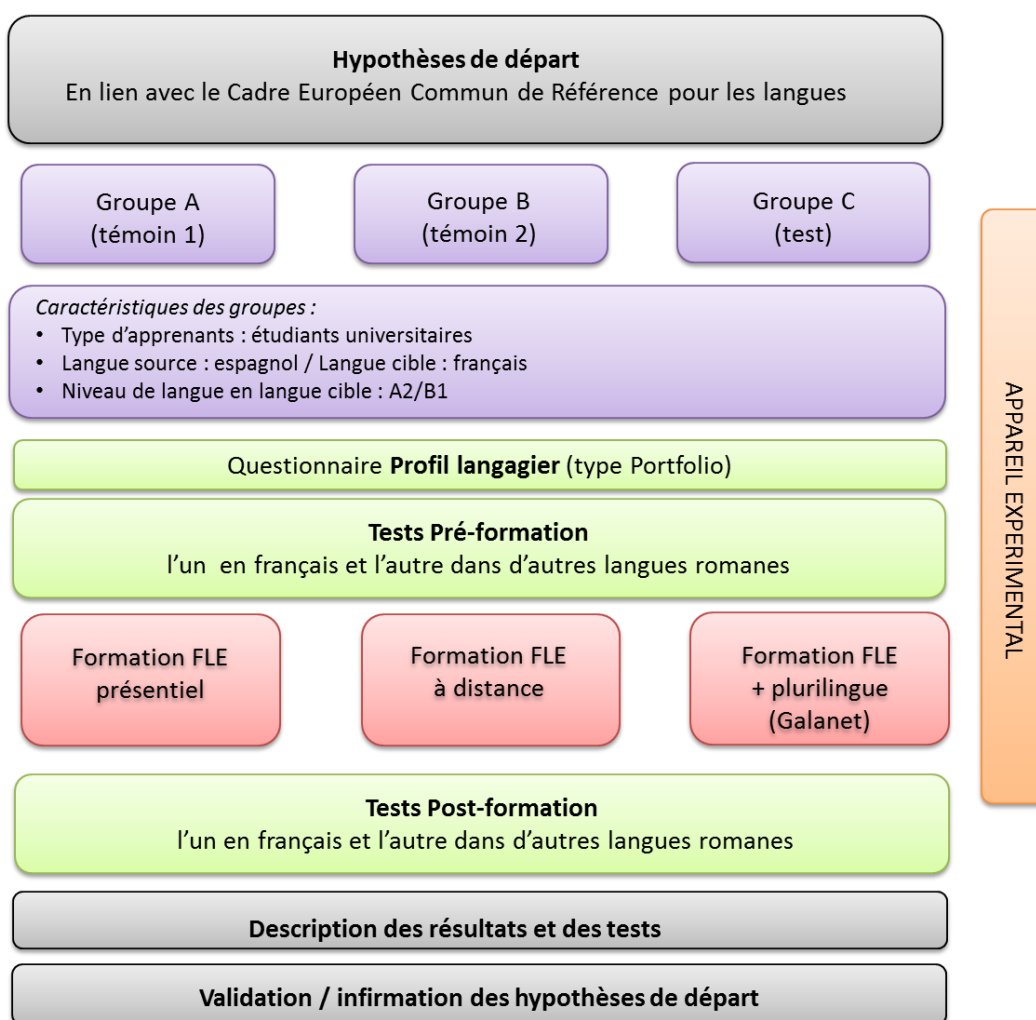 Hypothèses de départ
En lien avec le Cadre Européen Commun de Référence pour les langues
Groupe A
(témoin 1)
Groupe B
(témoin 2)
Groupe C
(test)
Caractéristiques des groupes :
• Type d'apprenants : étudiants universitaires
• Langue source : espagnol / Langue cible : français
• Niveau de langue en langue cible : A2/B1
Questionnaire Profil langagier (type Portfolio)
Tests Pré-formation
l'un en français et l'autre dans d'autres langues romanes
Formation FLE
présentiel
Formation FLE
à distance
Formation FLE
+ plurilingue
(Galanet)
Tests Post-formation
l'un en français et l'autre dans d'autres langues romanes
Description des résultats et des tests
Validation / infirmation des hypothèses de départ
APPAREIL EXPERIMENTAL